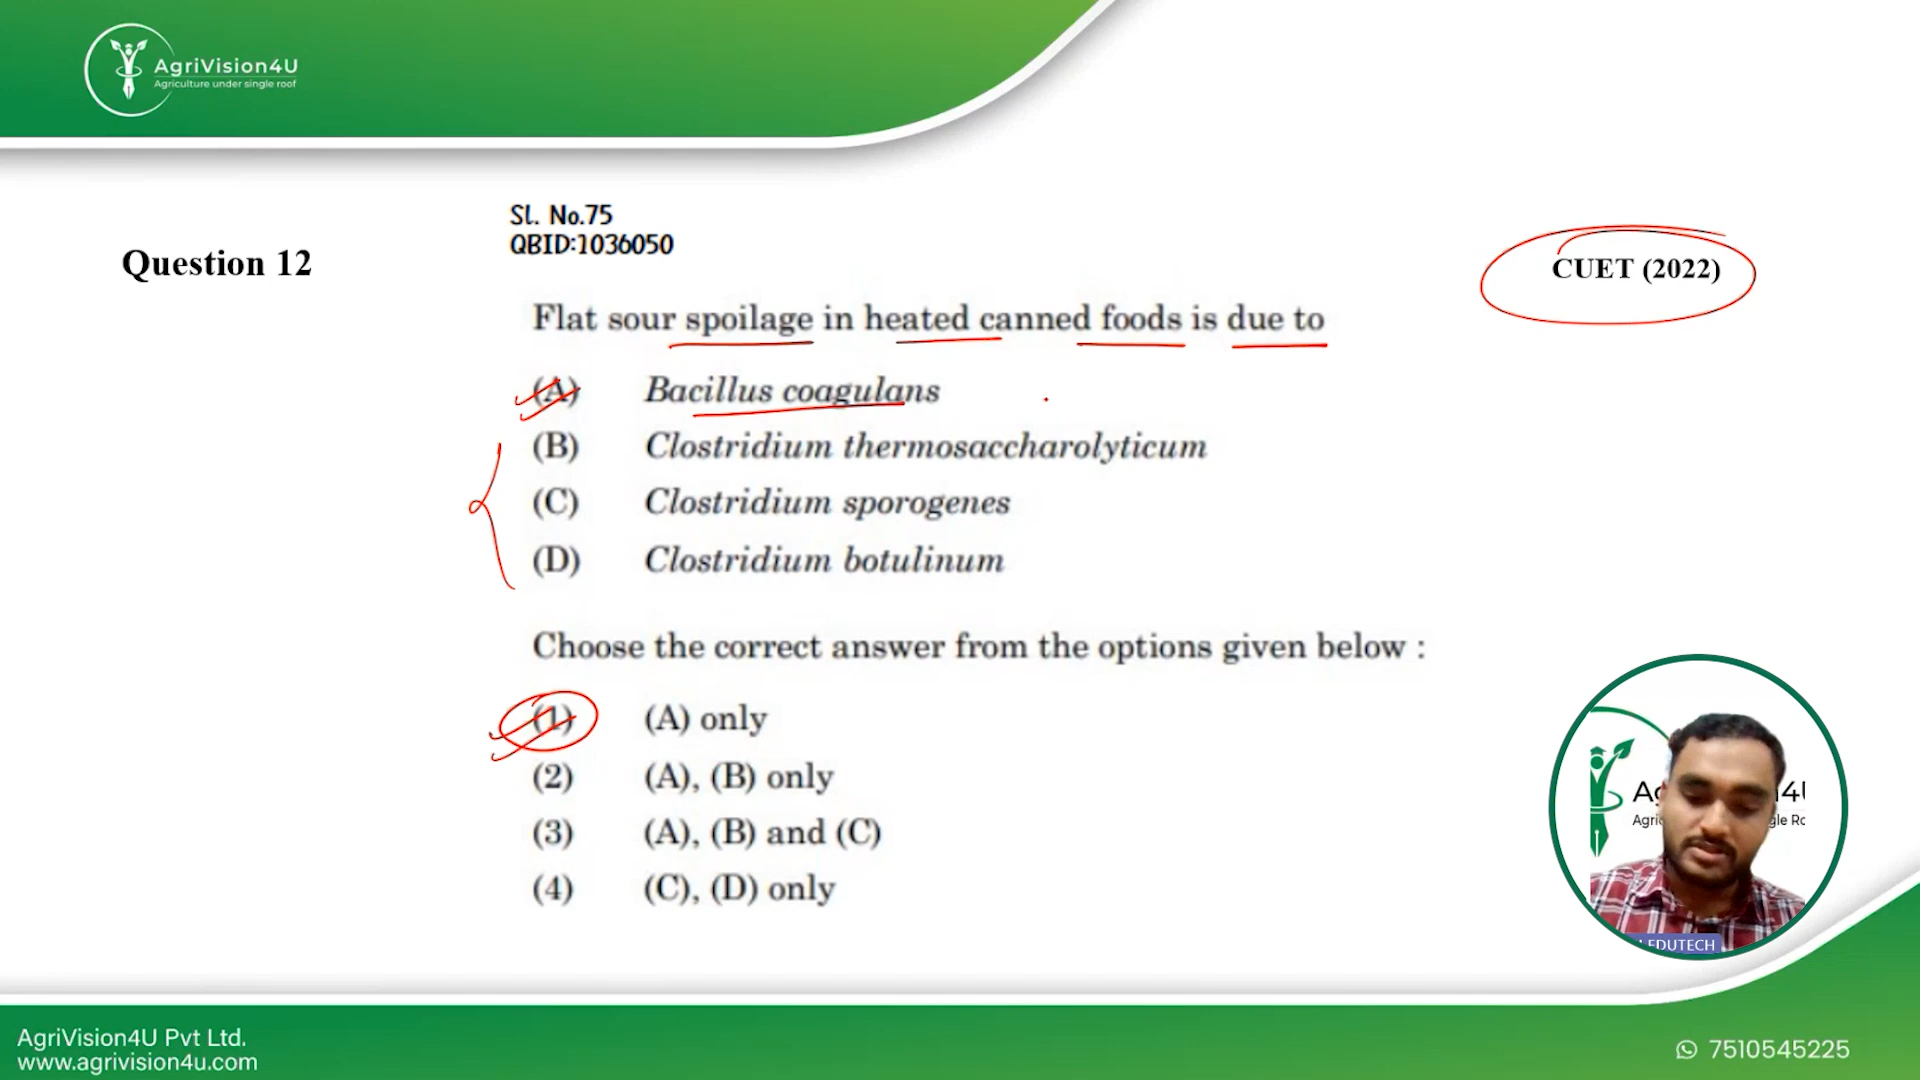 AgriVision4U
Agriculture under single roof
Sl. No.75
QBID:1036050
Question 12
CUET (2022)
Flat sour spoilage in heated canned foods is due to
(A) Bacillus coagulans
(B) Clostridium thermosaccharolyticum
(C) Clostridium sporogenes
(D) Clostridium botulinum
Choose the correct answer from the options given below :
(1) (A) only
(2) (A), (B) only
(3) (A), (B) and (C)
(4) (C), (D) only
EDUTECH
AgriVision4U Pvt Ltd.
www.agrivision4u.com
7510545225